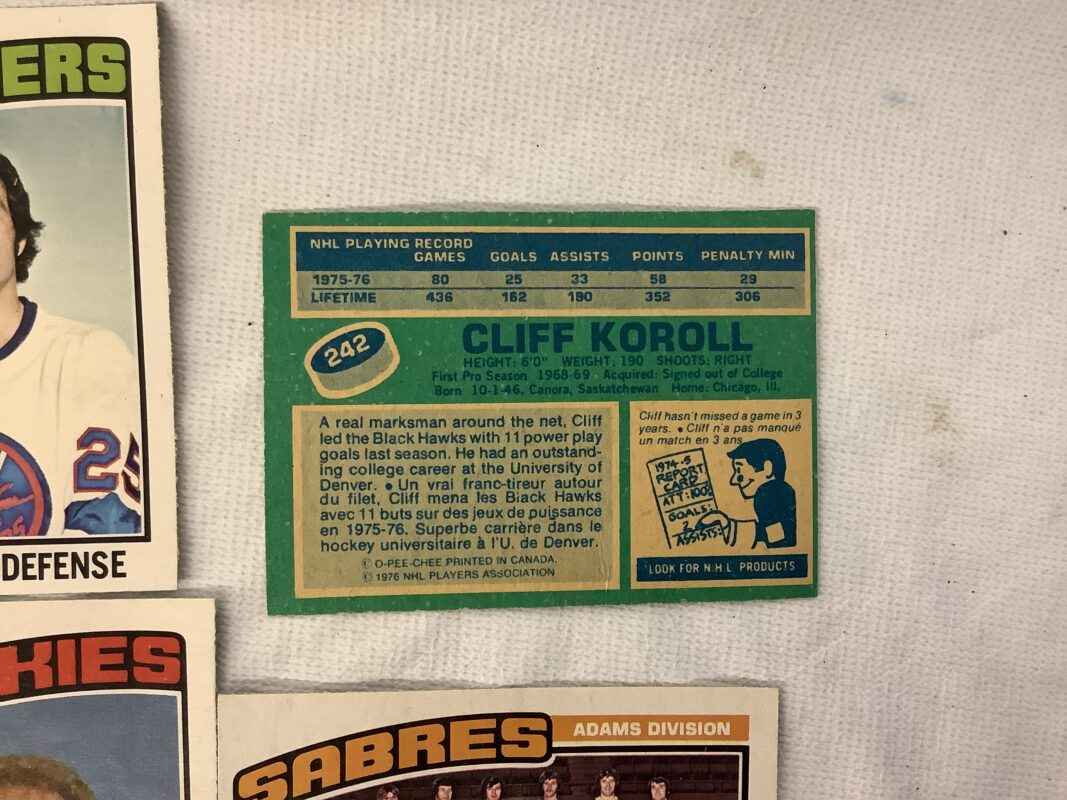 ERS
25
DEFENSE
NHL PLAYING RECORD
GAMES GOALS ASSISTS POINTS PENALTY MIN
1975-76 80 25 33 58 29
LIFETIME 436 162 190 352 306
242
CLIFF KOROLL
HEIGHT: 6'0" WEIGHT: 190 SHOOTS: RIGHT
First Pro Season 1968-69 Acquired: Signed out of College
Born 10-1-46, Canora, Saskatchewan Home: Chicago, Ill.
A real marksman around the net, Cliff
led the Black Hawks with 11 power play
goals last season. He had an outstand-
ing college career at the University of
Denver. • Un vrai franc-tireur autour
du filet, Cliff mena les Black Hawks
avec 11 buts sur des jeux de puissance
en 1975-76. Superbe carrière dans le
hockey universitaire à l'U. de Denver.
© O-PEE-CHEE PRINTED IN CANADA.
© 1976 NHL PLAYERS ASSOCIATION
Cliff hasn't missed a game in 3
years. • Cliff n'a pas manqué
un match en 3 ans.
1974-5
REPORT
CARD
ATT: 100%
GOALS:
2
ASSISTS:
LOOK FOR N.H.L. PRODUCTS
KIES
SABRES
ADAMS DIVISION